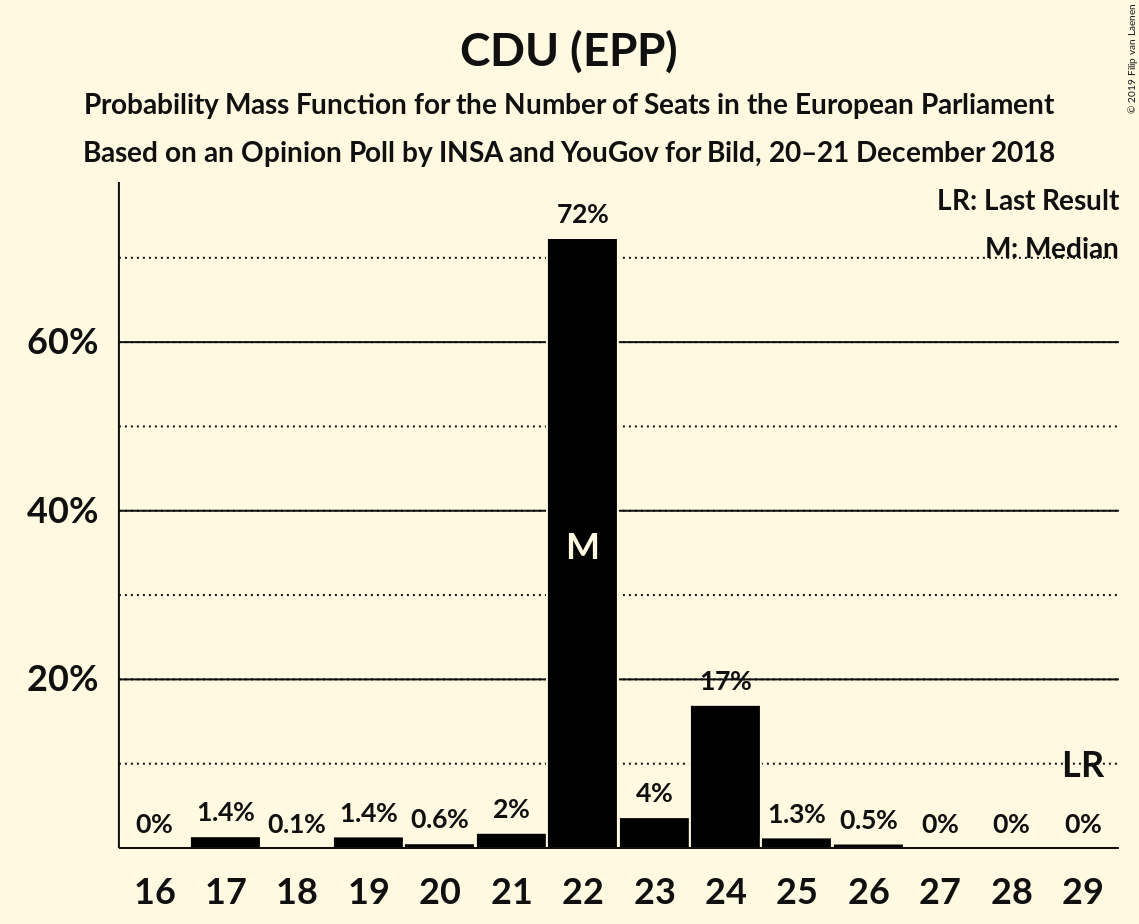 CDU (EPP)
Probability Mass Function for the Number of Seats in the European Parliament
Based on an Opinion Poll by INSA and YouGov for Bild, 20–21 December 2018
© 2019 Filip van Laenen
LR: Last Result
M: Median
60%
40%
20%
0%
1.4%
0.1%
1.4%
0.6%
2%
72%
M
4%
17%
1.3%
0.5%
0%
0%
LR
0%
16 17 18 19 20 21 22 23 24 25 26 27 28 29